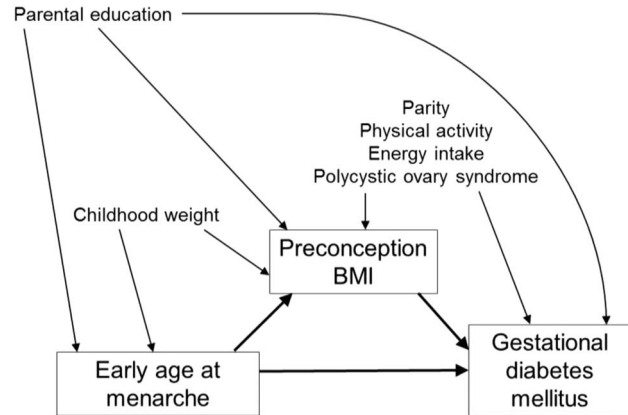 Parental education
Parity
Physical activity
Energy intake
Polycystic ovary syndrome
Childhood weight
Preconception
BMI
Early age at
menarche
Gestational
diabetes
mellitus